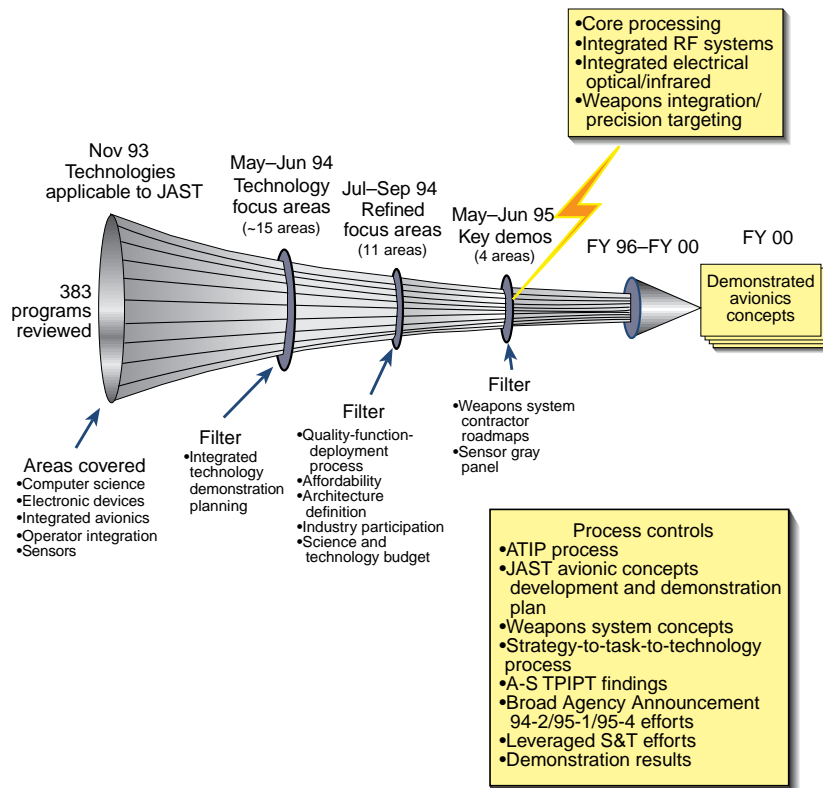 •Core processing
•Integrated RF systems
•Integrated electrical
optical/infrared
•Weapons integration/
precision targeting
Nov 93
Technologies
applicable to JAST
May–Jun 94
Technology
focus areas
(~15 areas)
Jul–Sep 94
Refined
focus areas
(11 areas)
May–Jun 95
Key demos
(4 areas)
FY 96–FY 00
FY 00
383
programs
reviewed
Demonstrated
avionics
concepts
Areas covered
•Computer science
•Electronic devices
•Integrated avionics
•Operator integration
•Sensors
Filter
•Integrated
technology
demonstration
planning
Filter
•Quality-function-
deployment
process
•Affordability
•Architecture
definition
•Industry participation
•Science and
technology budget
Filter
•Weapons system
contractor
roadmaps
•Sensor gray
panel
Process controls
•ATIP process
•JAST avionic concepts
development and demonstration
plan
•Weapons system concepts
•Strategy-to-task-to-technology
process
•A-S TPIPT findings
•Broad Agency Announcement
94-2/95-1/95-4 efforts
•Leveraged S&T efforts
•Demonstration results